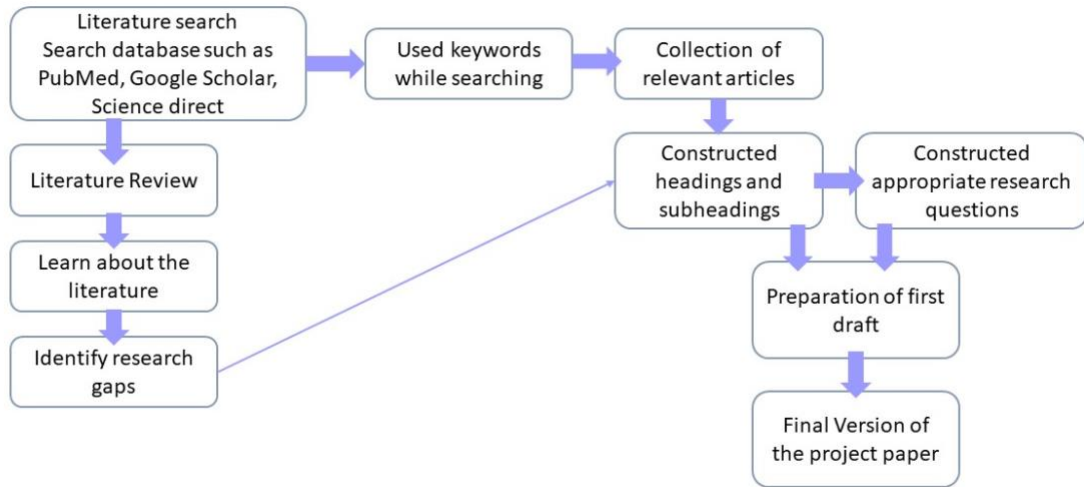 Literature search
Search database such as
PubMed, Google Scholar,
Science direct
Used keywords
while searching
Collection of
relevant articles
Literature Review
Learn about the
literature
Identify research
gaps
Constructed
headings and
subheadings
Constructed
appropriate research
questions
Preparation of first
draft
Final Version of
the project paper